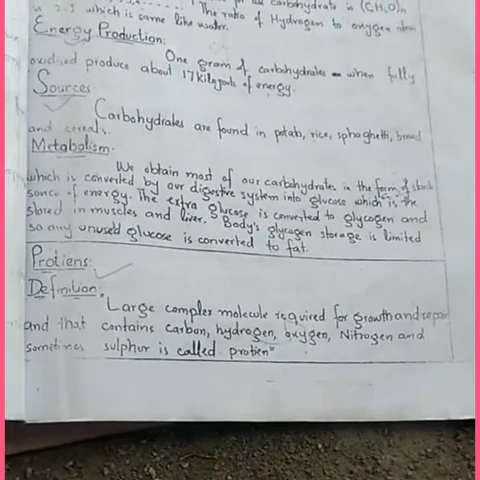 carbohydrate is (CH2O)n
is 2:1 which is same like water. The ratio of Hydrogen to oxygen atom
Energy Production:
One gram of carbohydrates when fully
oxidised produce about 17 kilojouls of energy.
Sources:
Carbohydrates are found in potato, rice, sphoghetti, bread
and cereals.
Metabolism:
We obtain most of our carbohydrates in the form of starch
which is converted by our digestive system into glucose which is the
source of energy. The extra glucose is converted to glycogen and
stored in muscles and liver. Body's glycogen storage is limited
so any unused glucose is converted to fat.
Protiens:
Definition:
"Large complex molecule required for growth and repair
and that contains carbon, hydrogen, oxygen, Nitrogen and
sometimes sulphur is called protien"